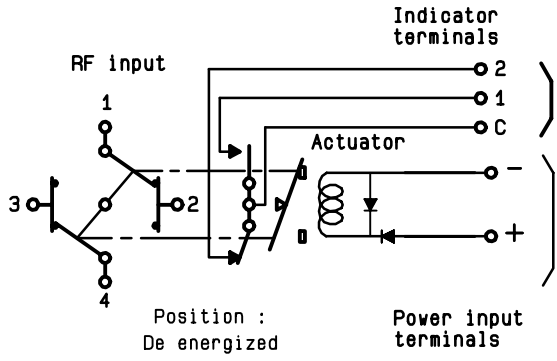 Indicator
terminals
RF input
2
1
1
C
Actuator
−
3
2
+
4
Position :
De energized
Power input
terminals